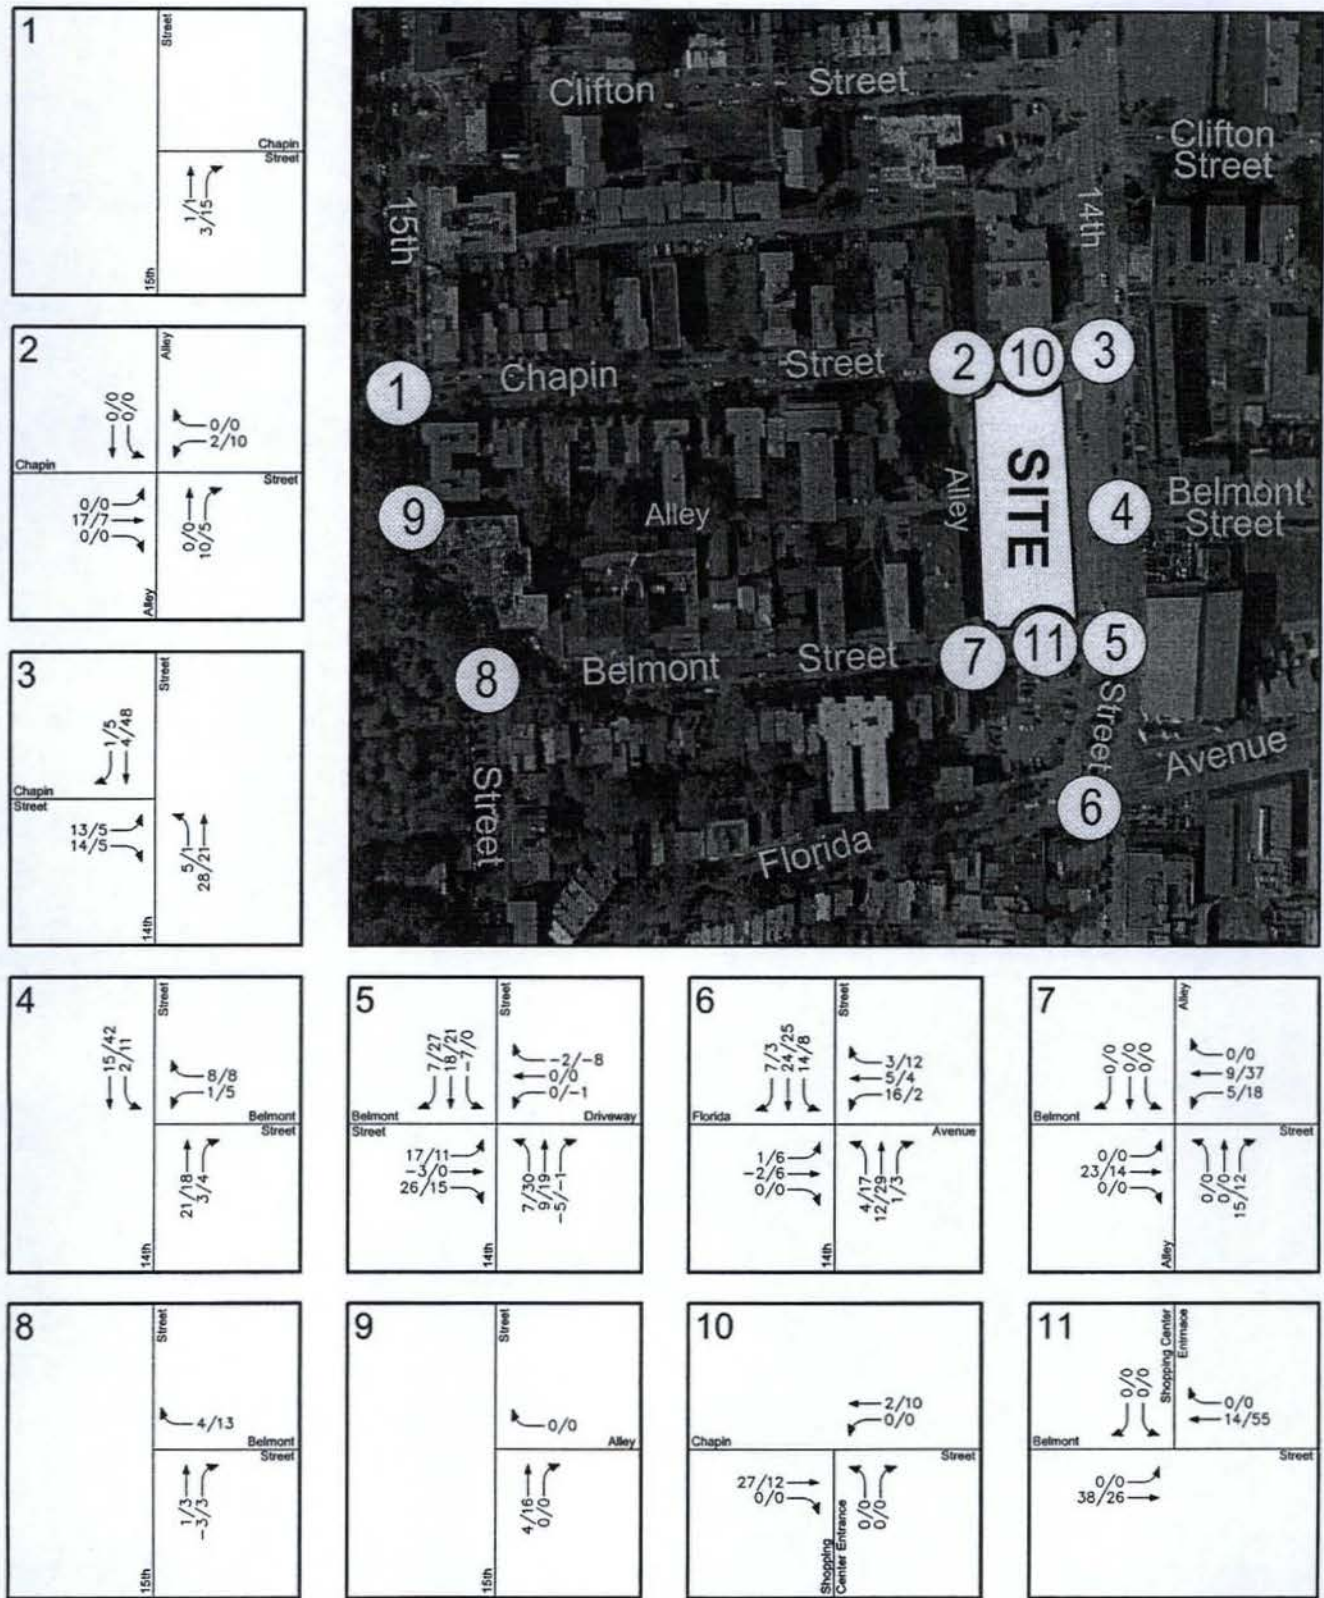 1
Street
1/1
3/15
Chapin
Street
15th
Clifton Street
Clifton
Street
15th
14th
Chapin Street
1
2
10
3
SITE
Alley
Alley
9
4
Belmont
Street
8
Belmont Street
7
11
5
Street
Street
Avenue
6
Florida
2
Alley
0/0
0/0
0/0
2/10
Chapin
Street
0/0
17/7
0/0
0/0
10/5
Alley
3
Street
1/5
4/48
Chapin
Street
13/5
14/5
5/1
28/21
14th
4
Street
15/42
2/11
8/8
1/5
Belmont
Street
21/18
3/4
14th
5
Street
7/27
18/21
-7/0
-2/-8
0/0
0/-1
Belmont
Driveway
Street
17/11
-3/0
26/15
7/30
9/19
-5/-1
14th
6
Street
7/3
24/25
14/8
3/12
5/4
16/2
Florida
Avenue
1/6
-2/6
0/0
4/17
12/29
1/3
14th
7
Alley
0/0
0/0
0/0
0/0
9/37
5/18
Belmont
Street
0/0
23/14
0/0
0/0
0/0
15/12
Alley
8
Street
4/13
Belmont
Street
1/3
-3/3
15th
9
Street
0/0
Alley
4/16
0/0
15th
10
2/10
0/0
Chapin
Street
27/12
0/0
0/0
0/0
Shopping
Center Entrance
11
Shopping Center
Entrnace
0/0
0/0
0/0
14/55
Belmont
Street
0/0
38/26